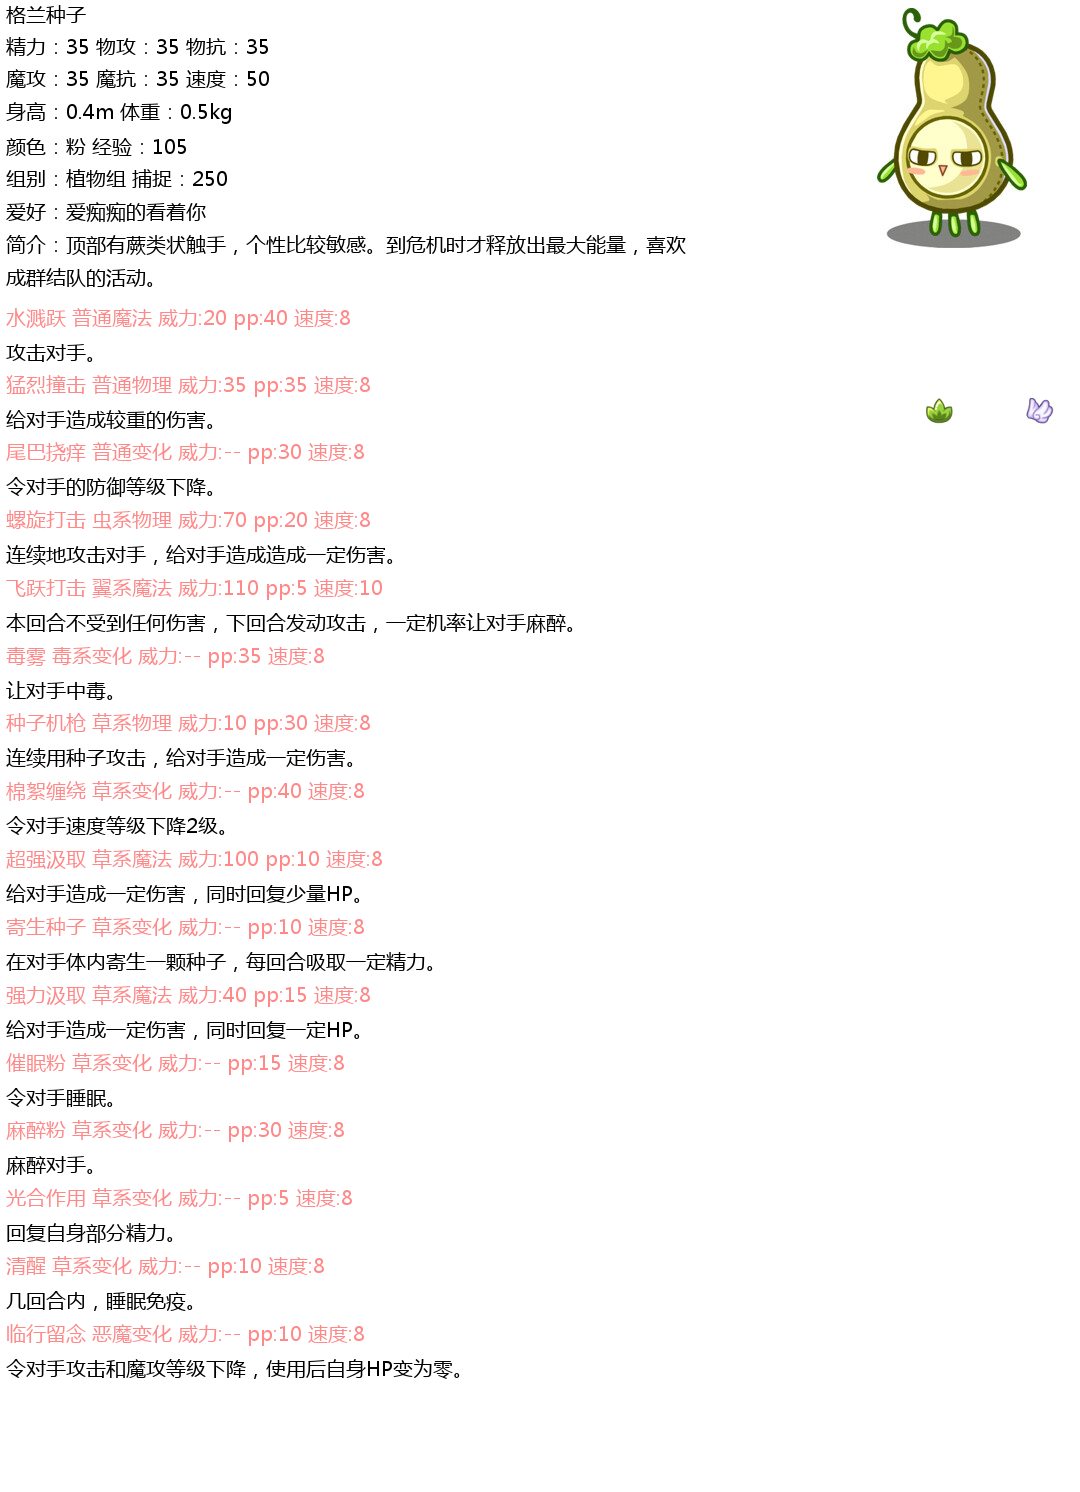 格兰种子
精力：35 物攻：35 物抗：35
魔攻：35 魔抗：35 速度：50
身高：0.4m 体重：0.5kg
颜色：粉 经验：105
组别：植物组 捕捉：250
爱好：爱痴痴的看着你
简介：顶部有蕨类状触手，个性比较敏感。到危机时才释放出最大能量，喜欢
成群结队的活动。
水溅跃 普通魔法 威力:20 pp:40 速度:8
攻击对手。
猛烈撞击 普通物理 威力:35 pp:35 速度:8
给对手造成较重的伤害。
尾巴挠痒 普通变化 威力:-- pp:30 速度:8
令对手的防御等级下降。
螺旋打击 虫系物理 威力:70 pp:20 速度:8
连续地攻击对手，给对手造成造成一定伤害。
飞跃打击 翼系魔法 威力:110 pp:5 速度:10
本回合不受到任何伤害，下回合发动攻击，一定机率让对手麻醉。
毒雾 毒系变化 威力:-- pp:35 速度:8
让对手中毒。
种子机枪 草系物理 威力:10 pp:30 速度:8
连续用种子攻击，给对手造成一定伤害。
棉絮缠绕 草系变化 威力:-- pp:40 速度:8
令对手速度等级下降2级。
超强汲取 草系魔法 威力:100 pp:10 速度:8
给对手造成一定伤害，同时回复少量HP。
寄生种子 草系变化 威力:-- pp:10 速度:8
在对手体内寄生一颗种子，每回合吸取一定精力。
强力汲取 草系魔法 威力:40 pp:15 速度:8
给对手造成一定伤害，同时回复一定HP。
催眠粉 草系变化 威力:-- pp:15 速度:8
令对手睡眠。
麻醉粉 草系变化 威力:-- pp:30 速度:8
麻醉对手。
光合作用 草系变化 威力:-- pp:5 速度:8
回复自身部分精力。
清醒 草系变化 威力:-- pp:10 速度:8
几回合内，睡眠免疫。
临行留念 恶魔变化 威力:-- pp:10 速度:8
令对手攻击和魔攻等级下降，使用后自身HP变为零。